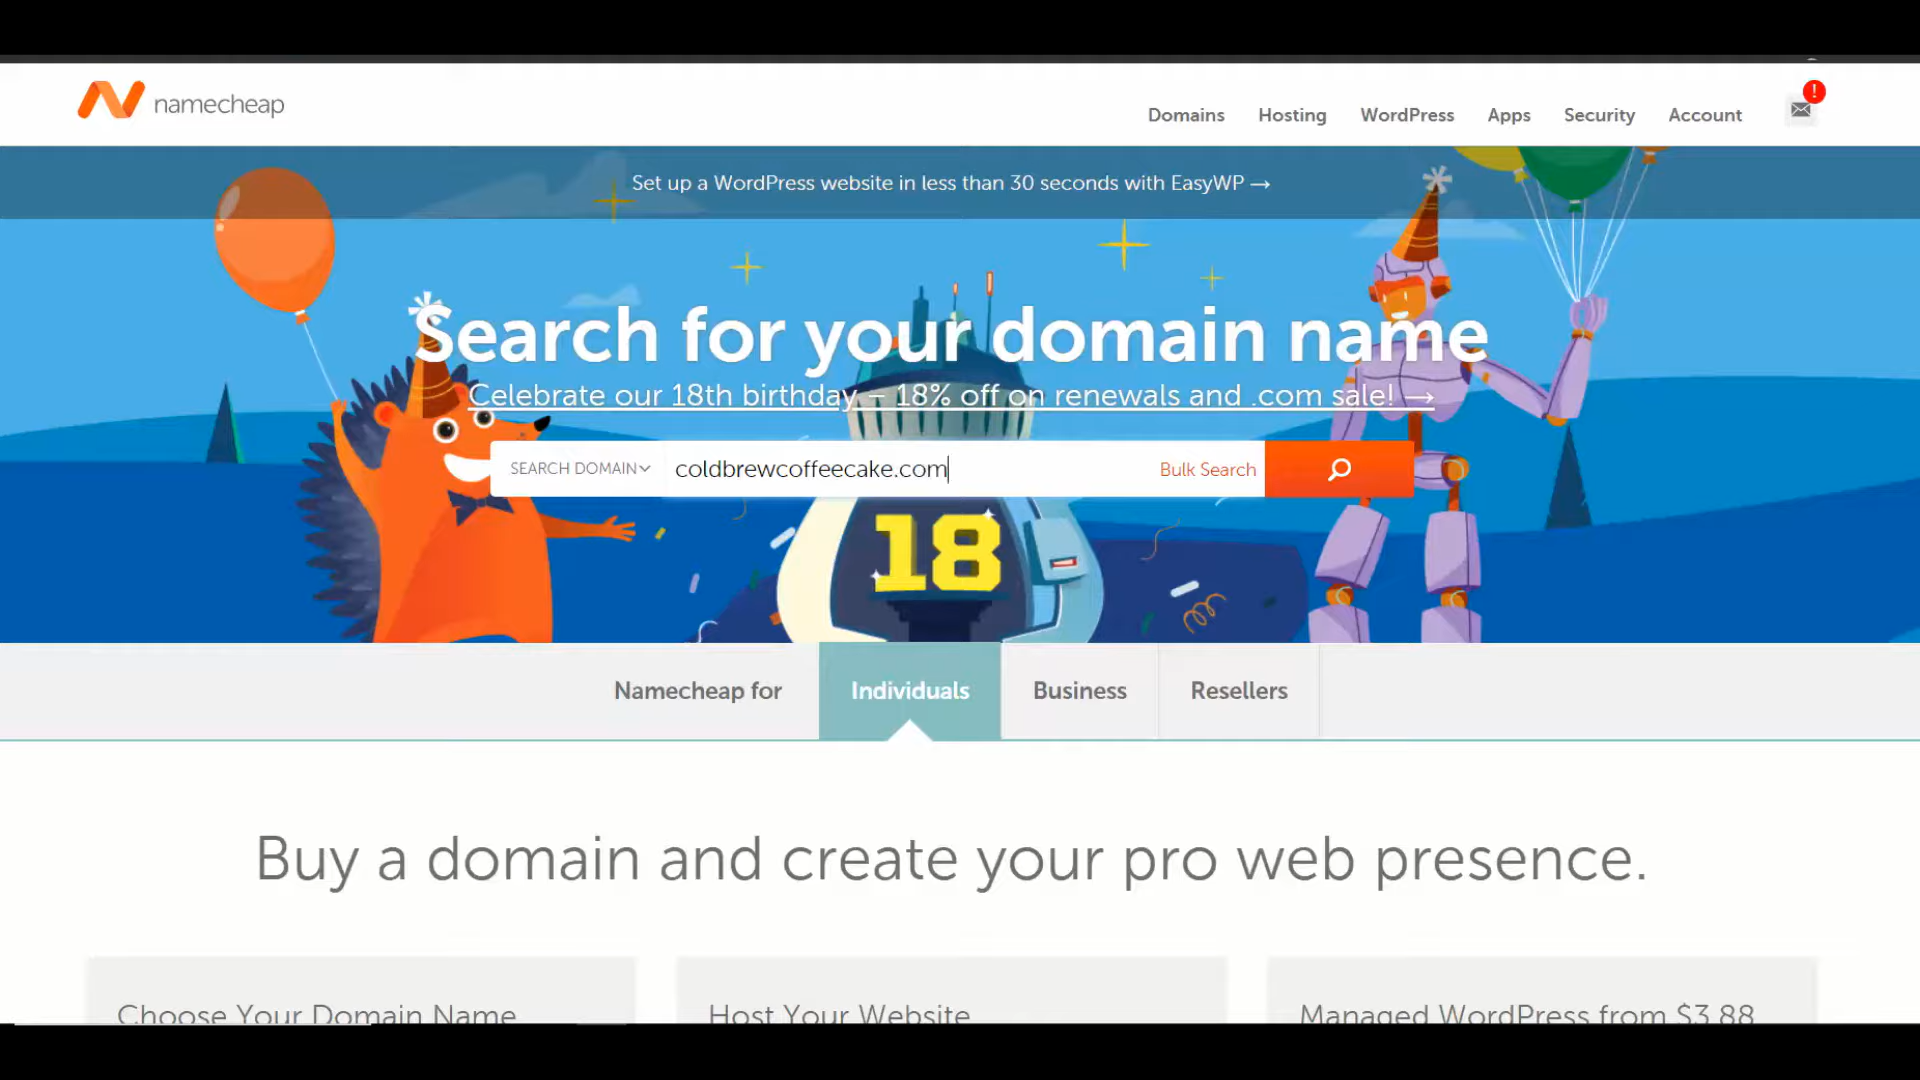 namecheap
Domains Hosting WordPress Apps Security Account
!
Set up a WordPress website in less than 30 seconds with EasyWP →
Search for your domain name
Celebrate our 18th birthday – 18% off on renewals and .com sale! →
SEARCH DOMAIN coldbrewcoffeecake.com Bulk Search
18
Namecheap for Individuals Business Resellers
Buy a domain and create your pro web presence.
Choose Your Domain Name Host Your Website Managed WordPress from $3.88